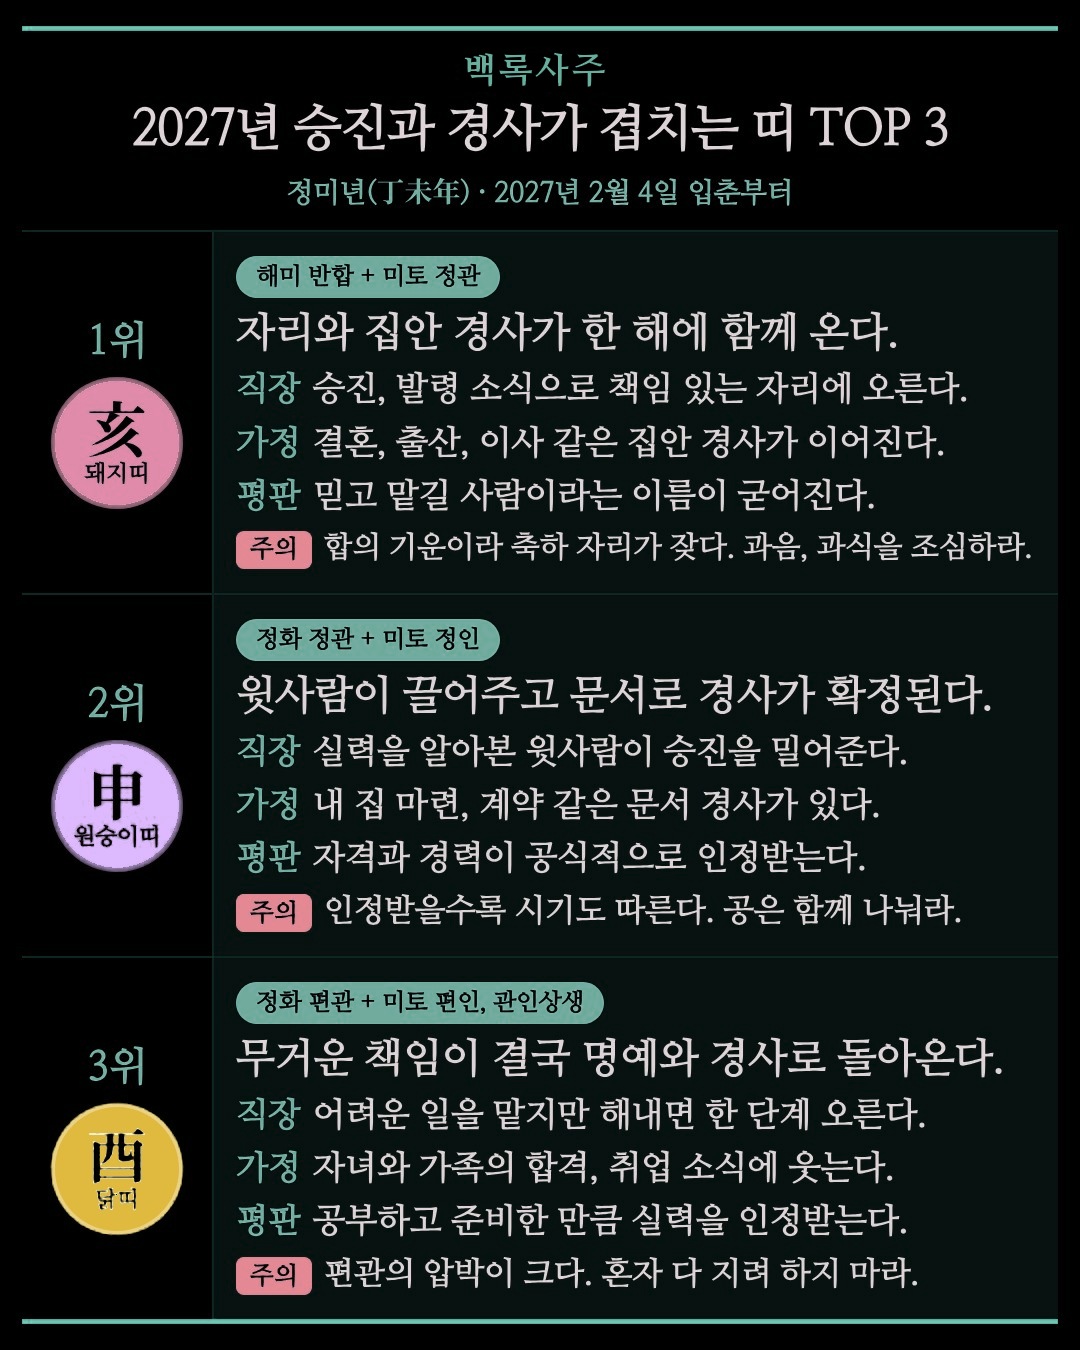 백록사주
2027년 승진과 경사가 겹치는 띠 TOP 3
정미년(丁未年) · 2027년 2월 4일 입춘부터
1위
亥
돼지띠
해미 반합 + 미토 정관
자리와 집안 경사가 한 해에 함께 온다.
직장 승진, 발령 소식으로 책임 있는 자리에 오른다.
가정 결혼, 출산, 이사 같은 집안 경사가 이어진다.
평판 믿고 맡길 사람이라는 이름이 굳어진다.
주의 합의 기운이라 축하 자리가 잦다. 과음, 과식을 조심하라.
2위
申
원숭이띠
정화 정관 + 미토 정인
윗사람이 끌어주고 문서로 경사가 확정된다.
직장 실력을 알아본 윗사람이 승진을 밀어준다.
가정 내 집 마련, 계약 같은 문서 경사가 있다.
평판 자격과 경력이 공식적으로 인정받는다.
주의 인정받을수록 시기도 따른다. 공은 함께 나눠라.
3위
酉
닭띠
정화 편관 + 미토 편인, 관인상생
무거운 책임이 결국 명예와 경사로 돌아온다.
직장 어려운 일을 맡지만 해내면 한 단계 오른다.
가정 자녀와 가족의 합격, 취업 소식에 웃는다.
평판 공부하고 준비한 만큼 실력을 인정받는다.
주의 편관의 압박이 크다. 혼자 다 지려 하지 마라.